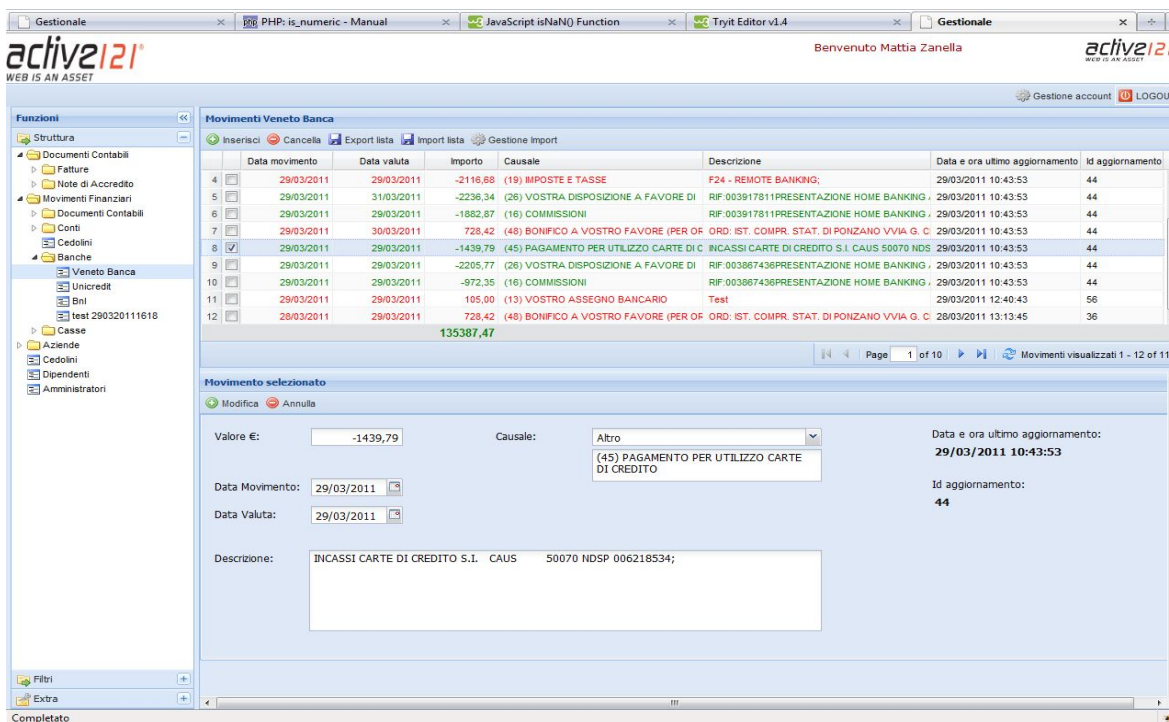 Gestionale
PHP: is_numeric - Manual
JavaScript isNaN() Function
Tryit Editor v1.4
Gestionale
active121
WEB IS AN ASSET
Benvenuto Mattia Zanella
active12
WEB IS AN ASSET
Gestione account LOGOU
Funzioni
Struttura
Documenti Contabili
Fatture
Note di Accredito
Movimenti Finanziari
Documenti Contabili
Conti
Cedolini
Banche
Veneto Banca
Unicredit
Bnl
test 290320111618
Casse
Aziende
Cedolini
Dipendenti
Amministratori
Filtri
Extra
Movimenti Veneto Banca
Inserisci Cancella Export lista Import lista Gestione Import
Data movimento Data valuta Importo Causale Descrizione Data e ora ultimo aggiornamento Id aggiornamento
4 29/03/2011 29/03/2011 -2116,68 (19) IMPOSTE E TASSE F24 - REMOTE BANKING; 29/03/2011 10:43:53 44
5 29/03/2011 31/03/2011 -2236,34 (26) VOSTRA DISPOSIZIONE A FAVORE DI RIF:003917811PRESENTAZIONE HOME BANKING 29/03/2011 10:43:53 44
6 29/03/2011 29/03/2011 -1882,87 (16) COMMISSIONI RIF:003917811PRESENTAZIONE HOME BANKING 29/03/2011 10:43:53 44
7 29/03/2011 30/03/2011 728,42 (48) BONIFICO A VOSTRO FAVORE (PER OR ORD: IST. COMPR. STAT. DI PONZANO VVIA G. C 29/03/2011 10:43:53 44
8 29/03/2011 29/03/2011 -1439,79 (45) PAGAMENTO PER UTILIZZO CARTE DI C INCASSI CARTE DI CREDITO S.I. CAUS 50070 NDS 29/03/2011 10:43:53 44
9 29/03/2011 29/03/2011 -2205,77 (26) VOSTRA DISPOSIZIONE A FAVORE DI RIF:003867436PRESENTAZIONE HOME BANKING 29/03/2011 10:43:53 44
10 29/03/2011 29/03/2011 -972,35 (16) COMMISSIONI RIF:003867436PRESENTAZIONE HOME BANKING 29/03/2011 10:43:53 44
11 29/03/2011 29/03/2011 105,00 (13) VOSTRO ASSEGNO BANCARIO Test 29/03/2011 12:40:43 56
12 28/03/2011 29/03/2011 728,42 (48) BONIFICO A VOSTRO FAVORE (PER OR ORD: IST. COMPR. STAT. DI PONZANO VVIA G. C 28/03/2011 13:13:45 36
135387,47
Page 1 of 10 Movimenti visualizzati 1 - 12 of 11
Movimento selezionato
Modifica Annulla
Valore €: -1439,79 Causale: Altro
(45) PAGAMENTO PER UTILIZZO CARTE
DI CREDITO
Data Movimento: 29/03/2011
Data Valuta: 29/03/2011
Data e ora ultimo aggiornamento:
29/03/2011 10:43:53
Id aggiornamento:
44
Descrizione: INCASSI CARTE DI CREDITO S.I. CAUS 50070 NDSP 006218534;
Completato